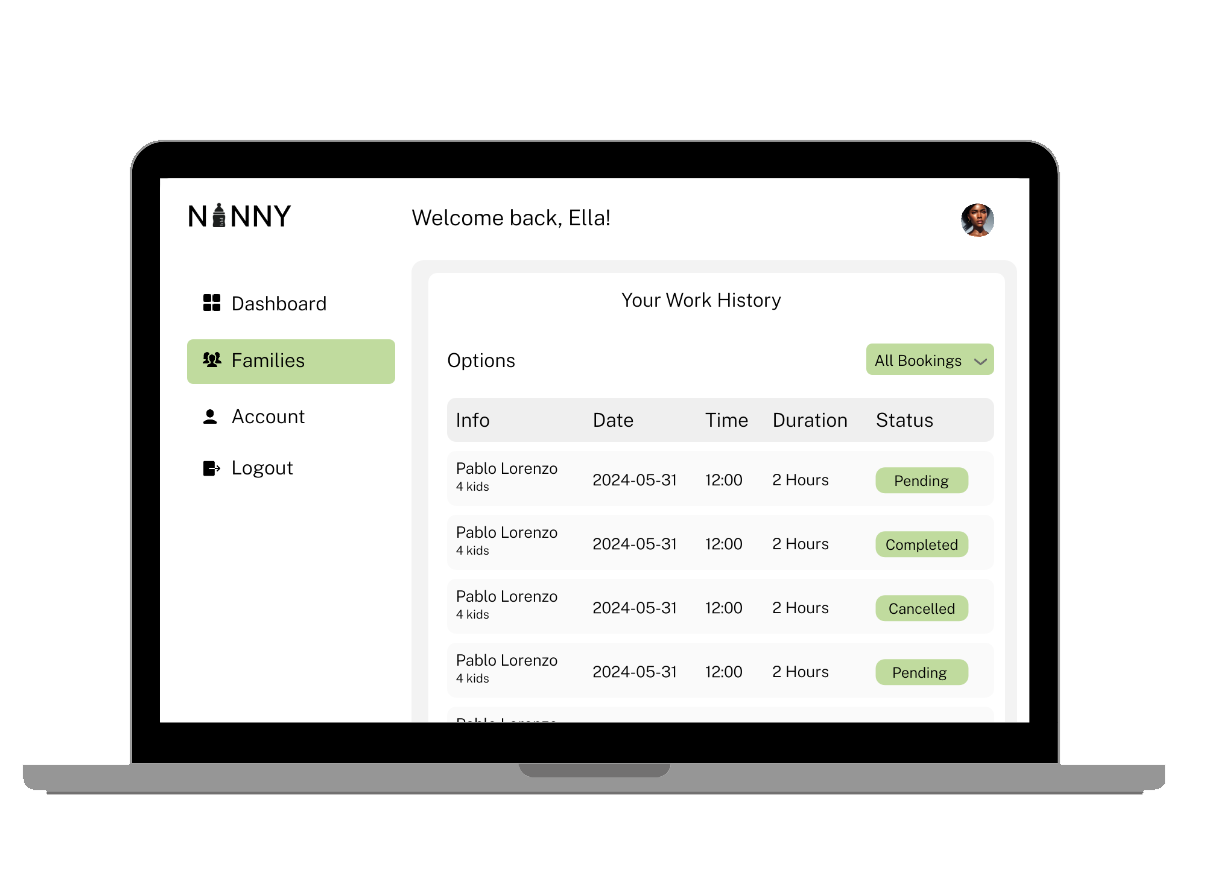 NANNY
Welcome back, Ella!
Dashboard
Families
Account
Logout
Your Work History
Options
All Bookings
Info Date Time Duration Status
Pablo Lorenzo
4 kids
2024-05-31 12:00 2 Hours Pending
Pablo Lorenzo
4 kids
2024-05-31 12:00 2 Hours Completed
Pablo Lorenzo
4 kids
2024-05-31 12:00 2 Hours Cancelled
Pablo Lorenzo
4 kids
2024-05-31 12:00 2 Hours Pending
Pablo Lorenzo